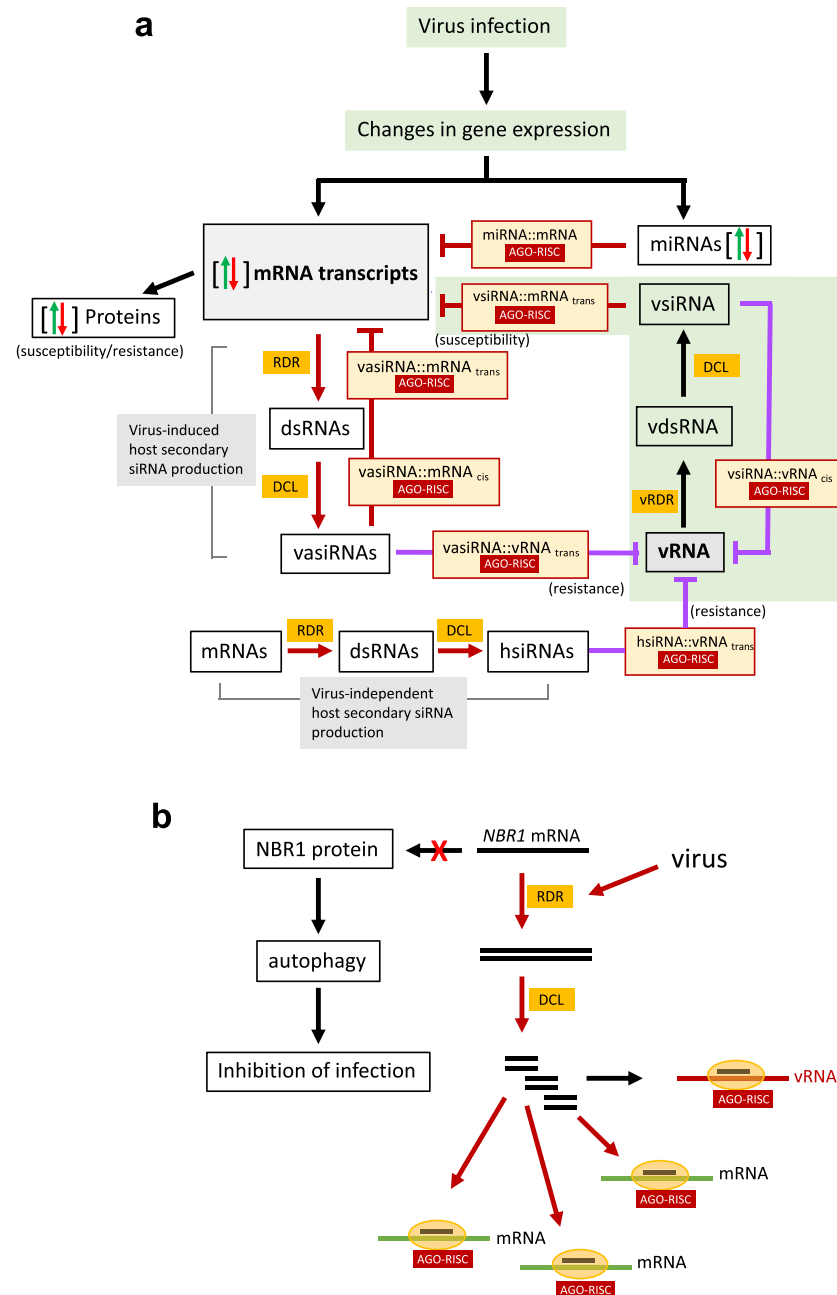 a
Virus infection
Changes in gene expression
miRNA::mRNA
AGO-RISC
miRNAs [ ]
[ ] mRNA transcripts
vsiRNA::mRNA trans
AGO-RISC
vsiRNA
[ ] Proteins
(susceptibility/resistance)
(susceptibility)
RDR
vasiRNA::mRNA trans
AGO-RISC
DCL
dsRNAs
vdsRNA
Virus-induced
host secondary
siRNA production
DCL
vasiRNA::mRNA cis
AGO-RISC
vRDR
vsiRNA::vRNA cis
AGO-RISC
vasiRNAs
vasiRNA::vRNA trans
AGO-RISC
vRNA
(resistance)
(resistance)
mRNAs
RDR
dsRNAs
DCL
hsiRNAs
hsiRNA::vRNA trans
AGO-RISC
Virus-independent
host secondary siRNA
production
b
NBR1 protein
X
NBR1 mRNA
virus
RDR
autophagy
DCL
Inhibition of infection
vRNA
AGO-RISC
mRNA
AGO-RISC
mRNA
AGO-RISC
mRNA
AGO-RISC